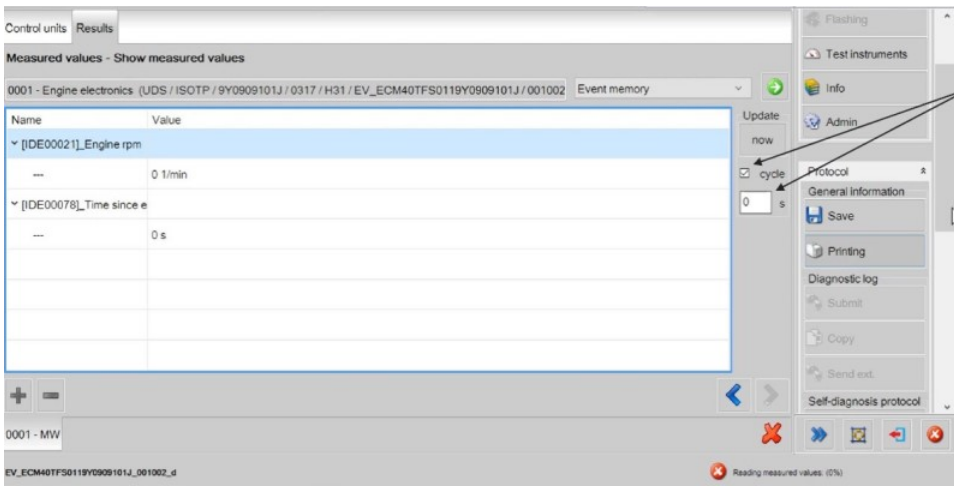 Control units Results
Measured values - Show measured values
0001 - Engine electronics (UDS / ISOTP / 9Y0909101J / 0317 / H31 / EV_ECM40TFS0119Y0909101J / 001002
Event memory
Name Value
[IDE00021]_Engine rpm
--- 0 1/min
[IDE00078]_Time since e
--- 0 s
Update
now
cycle
0 s
0001 - MW
EV_ECM40TFS0119Y0909101J_001002_d
Reading measured values: (0%)
Flashing
Test instruments
Info
Admin
Protocol
General information
Save
Printing
Diagnostic log
Submit
Copy
Send ext.
Self-diagnosis protocol